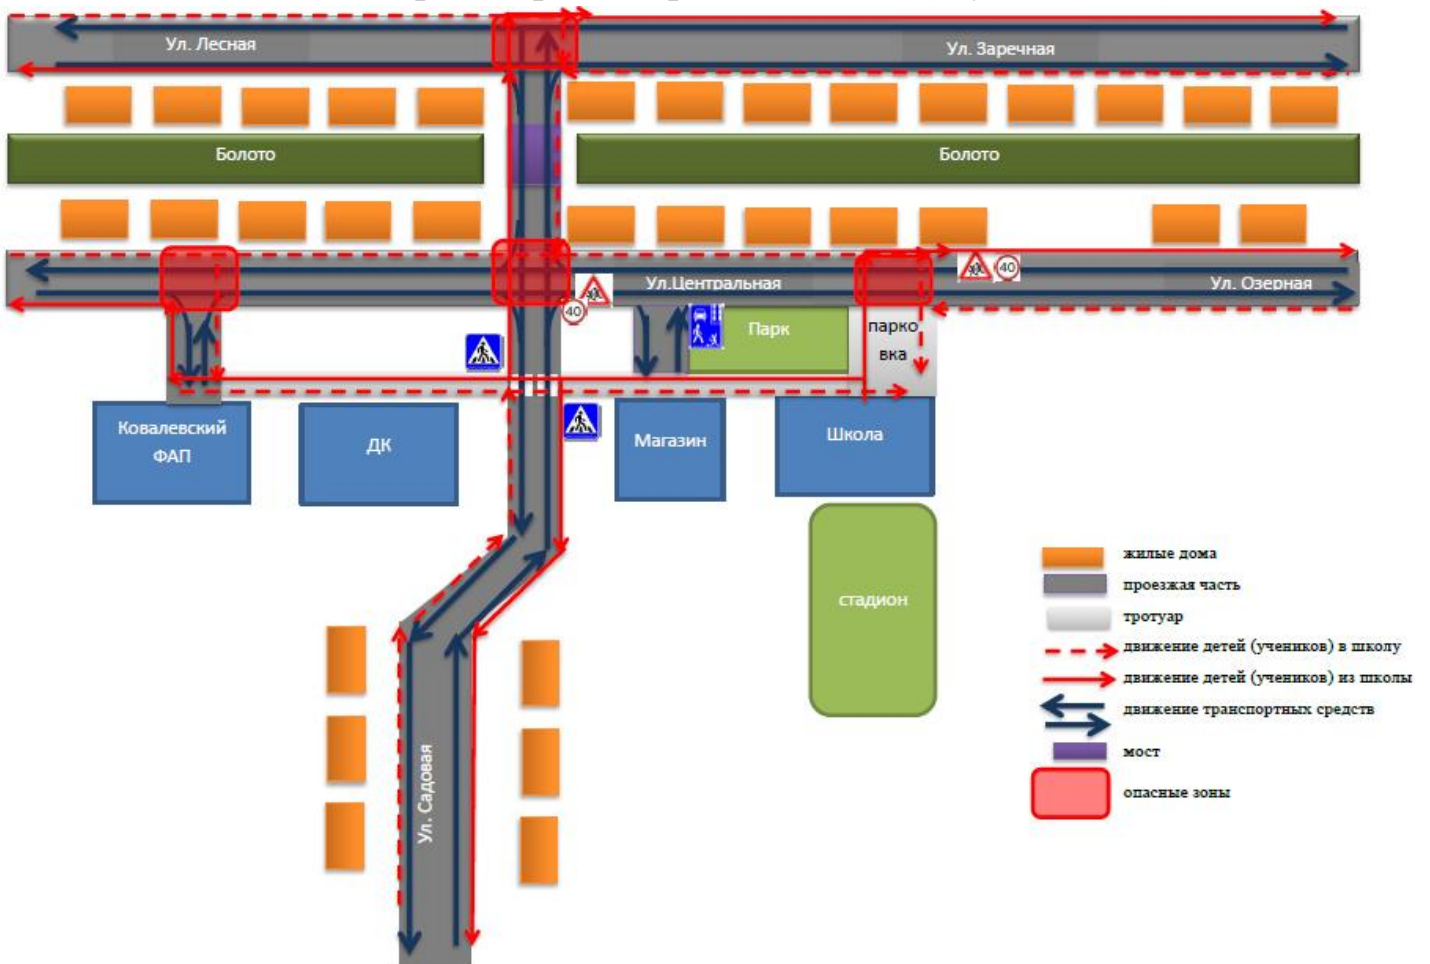 Ул. Лесная
Ул. Заречная
Болото
Болото
Ул.Центральная
Ул. Озерная
40
40
Парк
парко
вка
Ковалевский
ФАП
ДК
Магазин
Школа
стадион
Ул. Садовая
жилые дома
проезжая часть
тротуар
движение детей (учеников) в школу
движение детей (учеников) из школы
движение транспортных средств
мост
опасные зоны